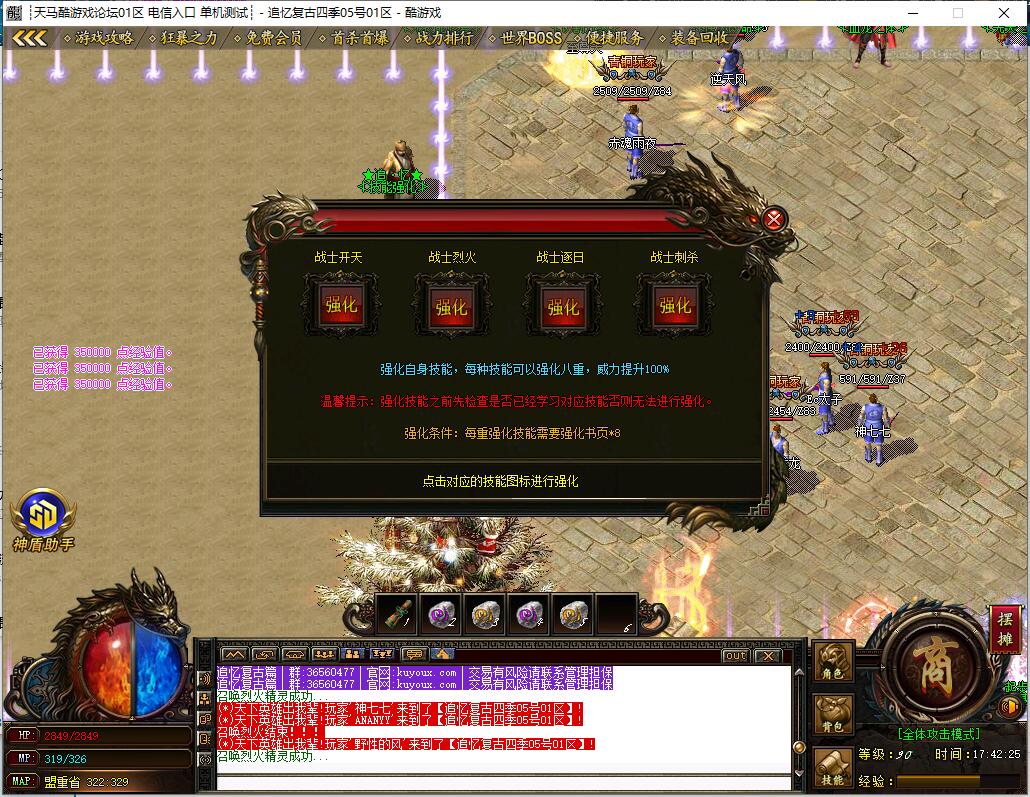 天马酷游戏论坛01区 电信入口 单机测试 - 追忆复古四季05号01区 - 酷游戏
游戏攻略 狂暴之力 免费会员 首杀首爆 战力排行 世界BOSS 便捷服务 装备回收
青铜玩家
2509/2509/Z84
逆天风
赤魂雨夜
★追·忆★
技能强化
战士开天 战士烈火 战士逐日 战士刺杀
强化 强化 强化 强化
强化自身技能，每种技能可以强化八重，威力提升100%
温馨提示：强化技能之前先检查是否已经学习对应技能否则无法进行强化。
强化条件：每重强化技能需要强化书页*8
点击对应的技能图标进行强化
已获得 350000 点经验值。
已获得 350000 点经验值。
已获得 350000 点经验值。
591/591/Z37
神七七
神盾助手
1 2 3 4 5 6
OUT
追忆复古篇 | 群:36560477 | 官网:kuyoux.com | 交易有风险请联系管理担保
追忆复古篇 | 群:36560477 | 官网:kuyoux.com | 交易有风险请联系管理担保
召唤烈火精灵成功...
(*)天下英雄出我辈!玩家'神七七'来到了【追忆复古四季05号01区】!
(*)天下英雄出我辈!玩家'ANANYY'来到了【追忆复古四季05号01区】!
召唤烈火结束!!!
(*)天下英雄出我辈!玩家'野性的风'来到了【追忆复古四季05号01区】!
召唤烈火精灵成功...
HP: 2849/2849
MP: 319/326
MAP: 盟重省 322:329
角色
背包
技能
商
摆摊
[全体攻击模式]
等级:90 时间:17:42:25
经验: